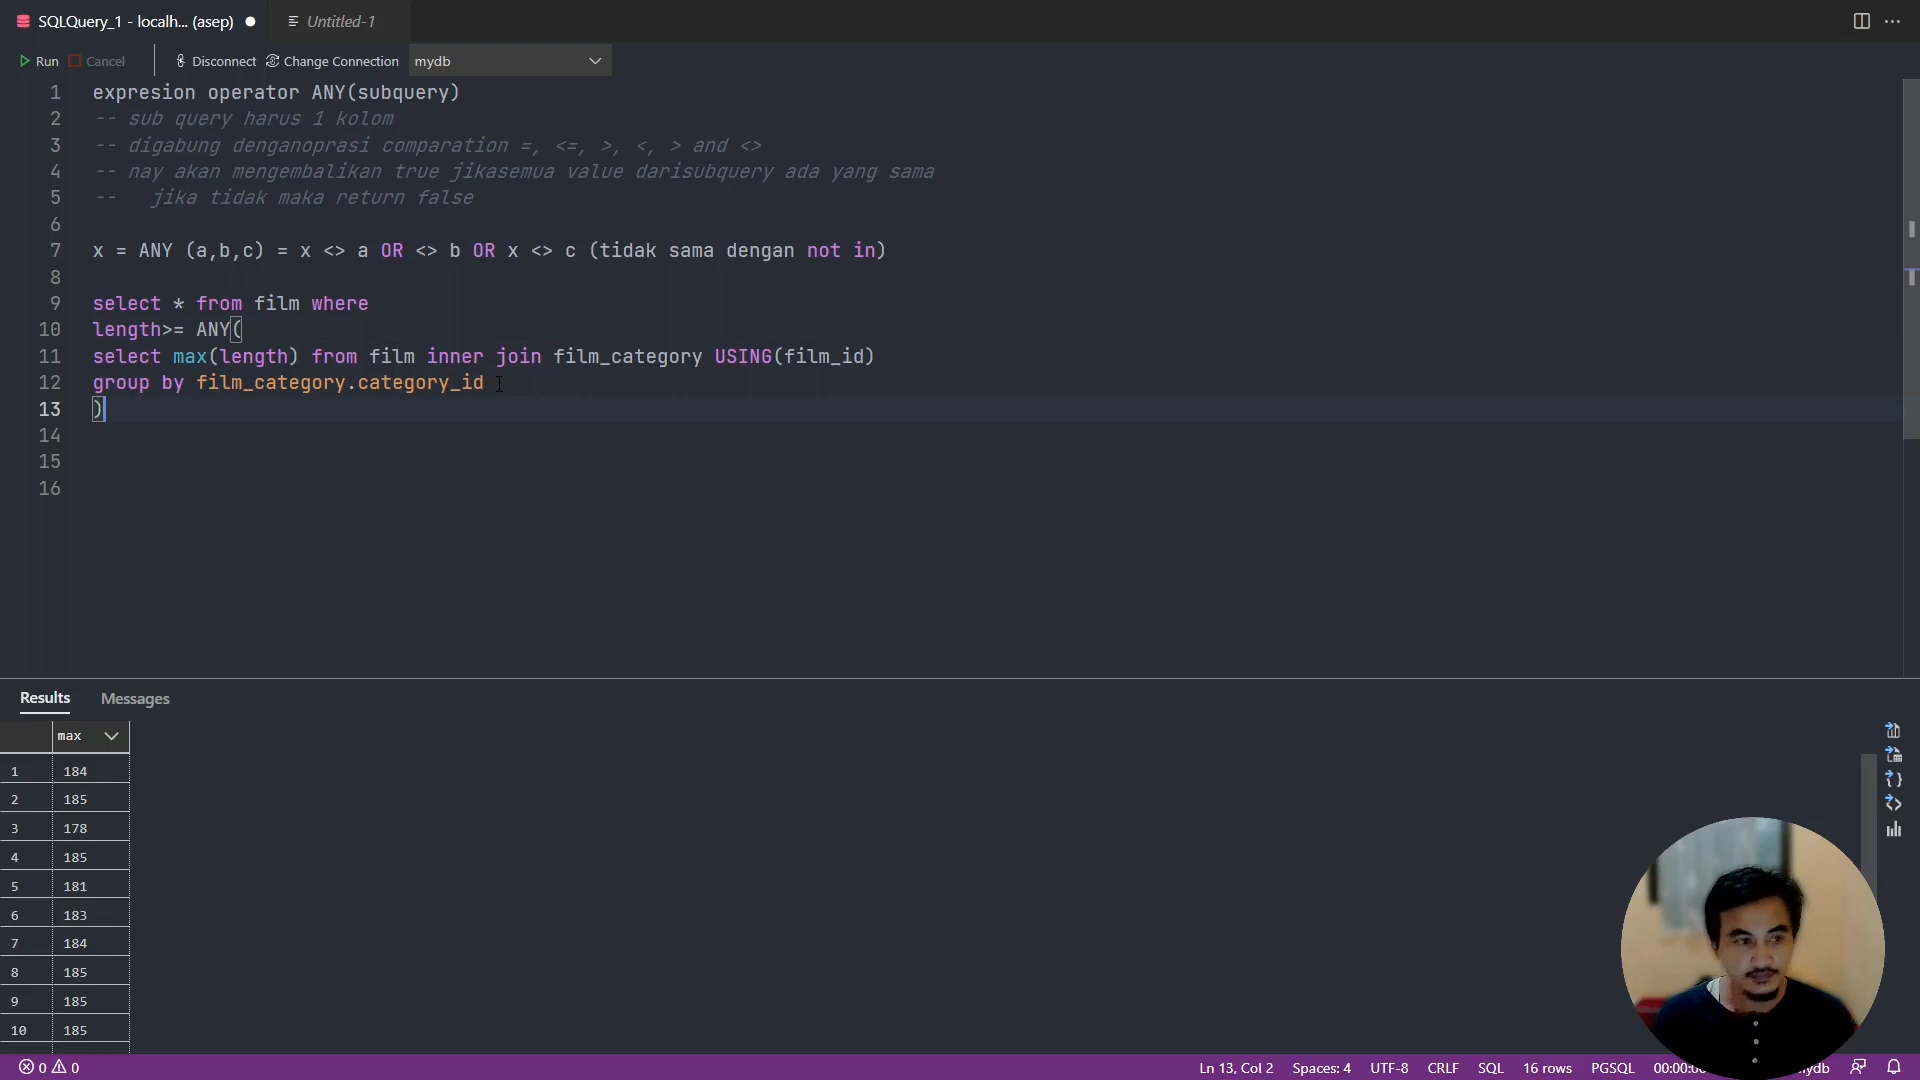 SQLQuery_1 - localh... (asep)
Untitled-1
Run Cancel Disconnect Change Connection mydb
1 expresion operator ANY(subquery)
2 -- sub query harus 1 kolom
3 -- digabung denganoprasi comparation =, <=, >, <, > and <>
4 -- nay akan mengembalikan true jikasemua value darisubquery ada yang sama
5 --   jika tidak maka return false
6
7 x = ANY (a,b,c) = x <> a OR <> b OR x <> c (tidak sama dengan not in)
8
9 select * from film where
10 length>= ANY(
11 select max(length) from film inner join film_category USING(film_id)
12 group by film_category.category_id
13 )
14
15
16
Results Messages
max
1 184
2 185
3 178
4 185
5 181
6 183
7 184
8 185
9 185
10 185
0 0 Ln 13, Col 2 Spaces: 4 UTF-8 CRLF SQL 16 rows PGSQL